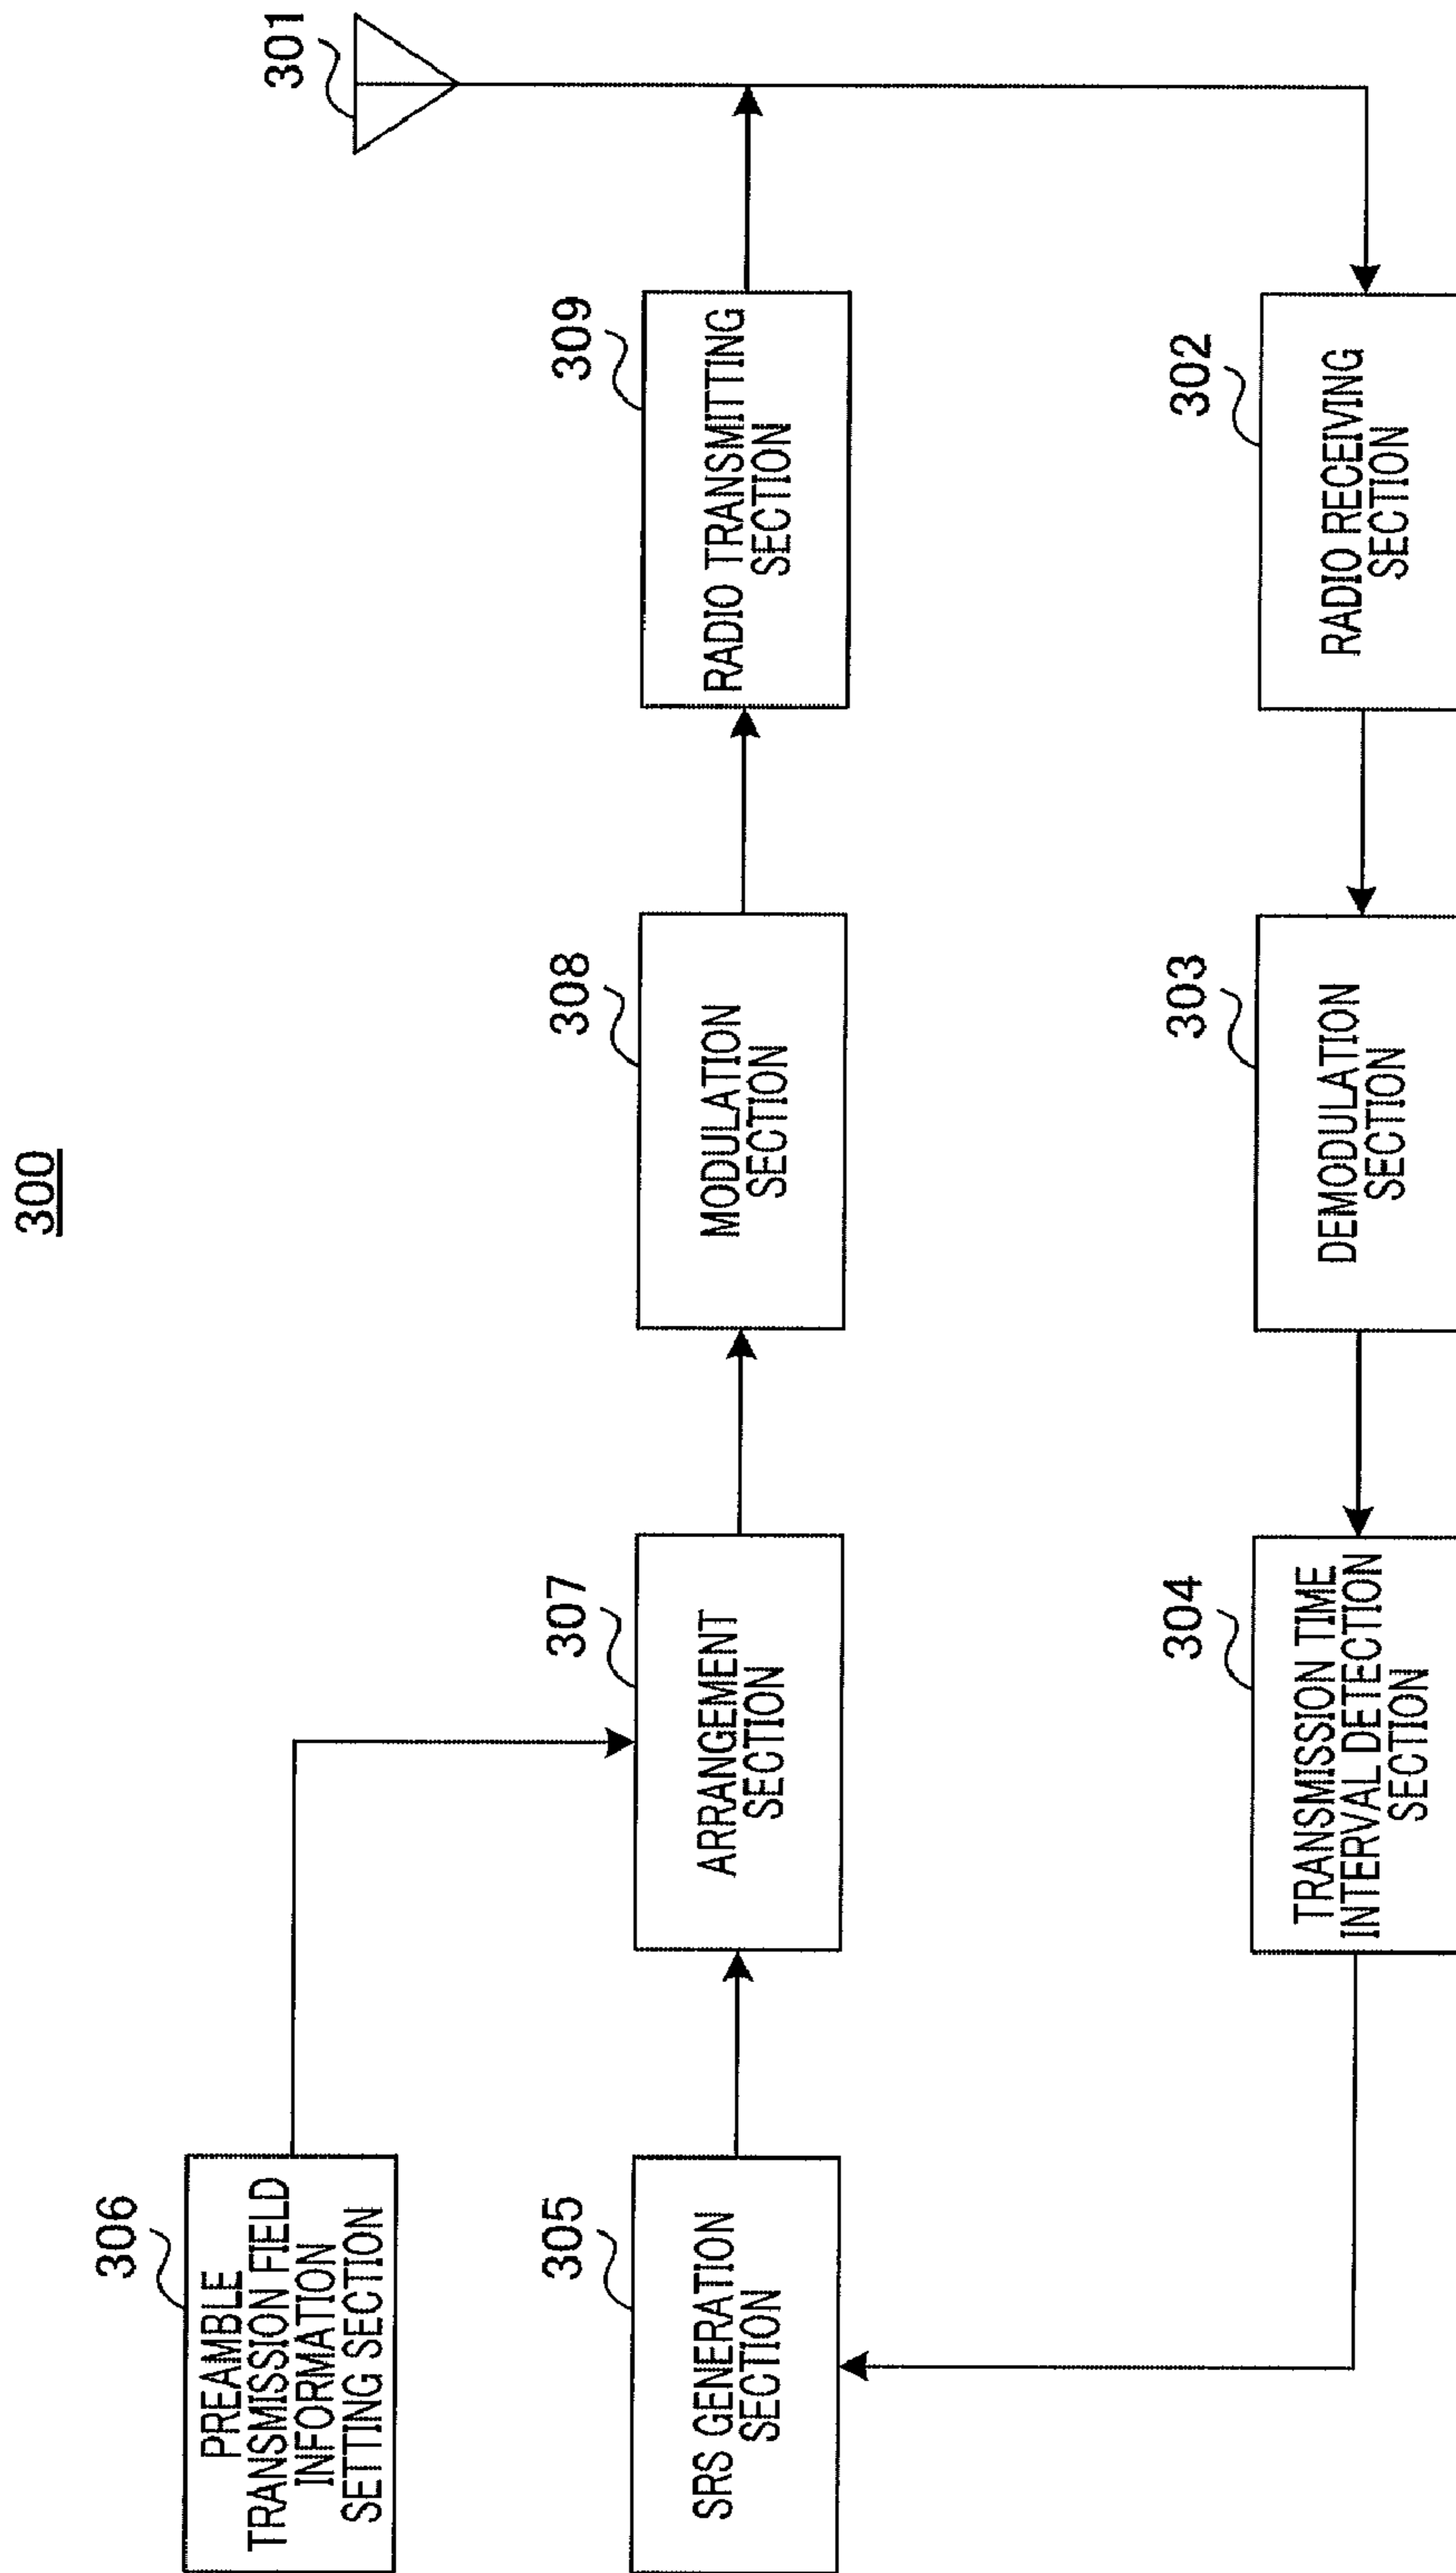 300
301
306
PREAMBLE
TRANSMISSION FIELD
INFORMATION
SETTING SECTION
305
SRS GENERATION
SECTION
307
ARRANGEMENT
SECTION
308
MODULATION
SECTION
309
RADIO TRANSMITTING
SECTION
304
TRANSMISSION TIME
INTERVAL DETECTION
SECTION
303
DEMODULATION
SECTION
302
RADIO RECEIVING
SECTION